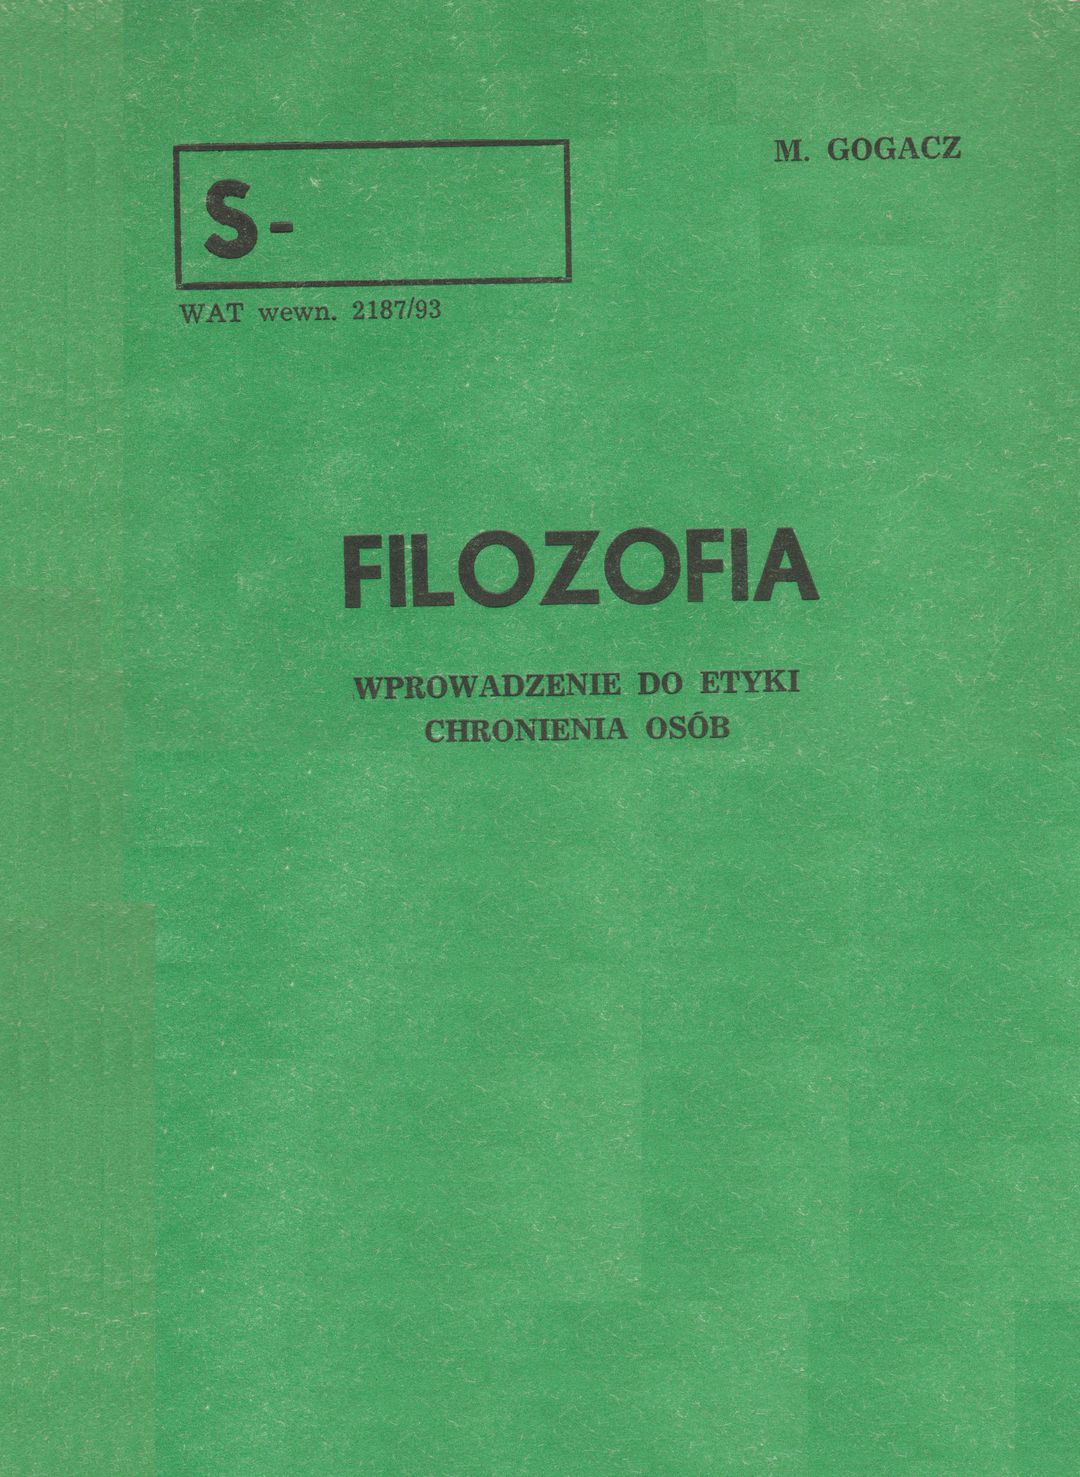 M. GOGACZ
S-
WAT wewn. 2187/93
FILOZOFIA
WPROWADZENIE DO ETYKI
CHRONIENIA OSÓB